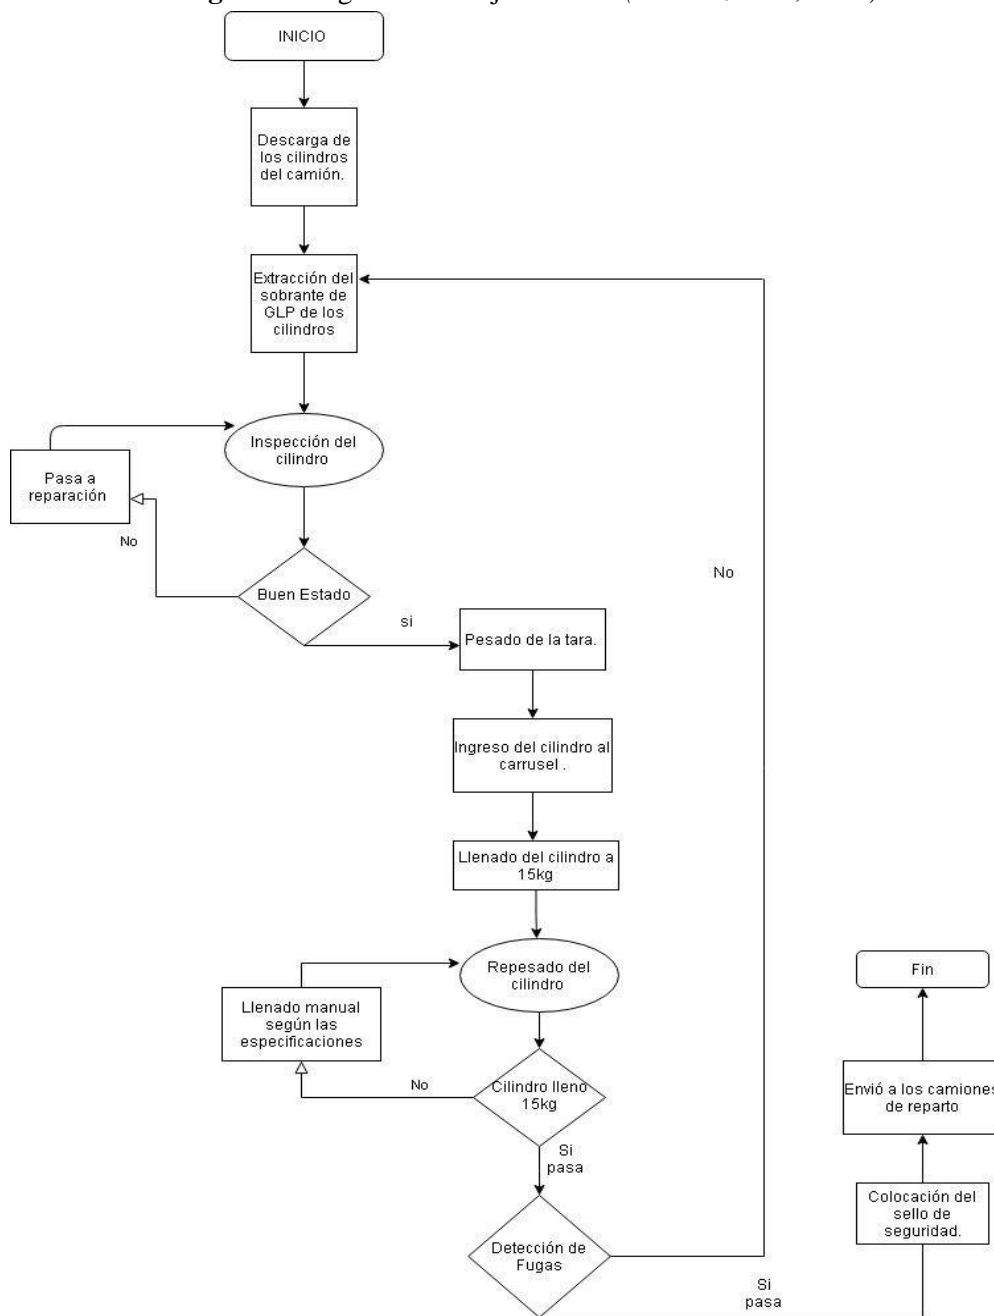 INICIO
Descarga de
los cilindros
del camión.
Extracción del
sobrante de
GLP de los
cilindros
Inspección del
cilindro
Pasa a
reparación
No
Buen Estado
si
Pesado de la tara.
No
Ingreso del cilindro al
carrusel .
Llenado del cilindro a
15kg
Repesado del
cilindro
Llenado manual
según las
especificaciones
No
Cilindro lleno
15kg
Si
pasa
Detección de
Fugas
Si
pasa
Colocación del
sello de
seguridad.
Envió a los camiones
de reparto
Fin